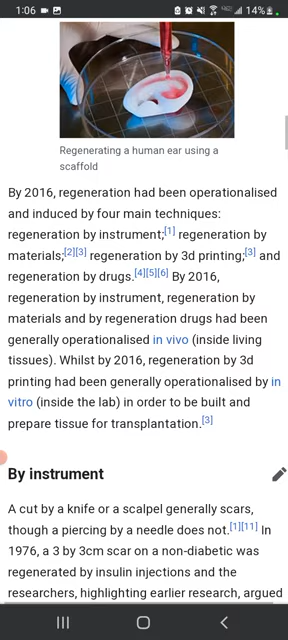 1:06
14%
Regenerating a human ear using a
scaffold
By 2016, regeneration had been operationalised
and induced by four main techniques:
regeneration by instrument;[1] regeneration by
materials;[2][3] regeneration by 3d printing;[3] and
regeneration by drugs.[4][5][6] By 2016,
regeneration by instrument, regeneration by
materials and by regeneration drugs had been
generally operationalised in vivo (inside living
tissues). Whilst by 2016, regeneration by 3d
printing had been generally operationalised by in
vitro (inside the lab) in order to be built and
prepare tissue for transplantation.[3]
By instrument
A cut by a knife or a scalpel generally scars,
though a piercing by a needle does not.[1][11] In
1976, a 3 by 3cm scar on a non-diabetic was
regenerated by insulin injections and the
researchers, highlighting earlier research, argued